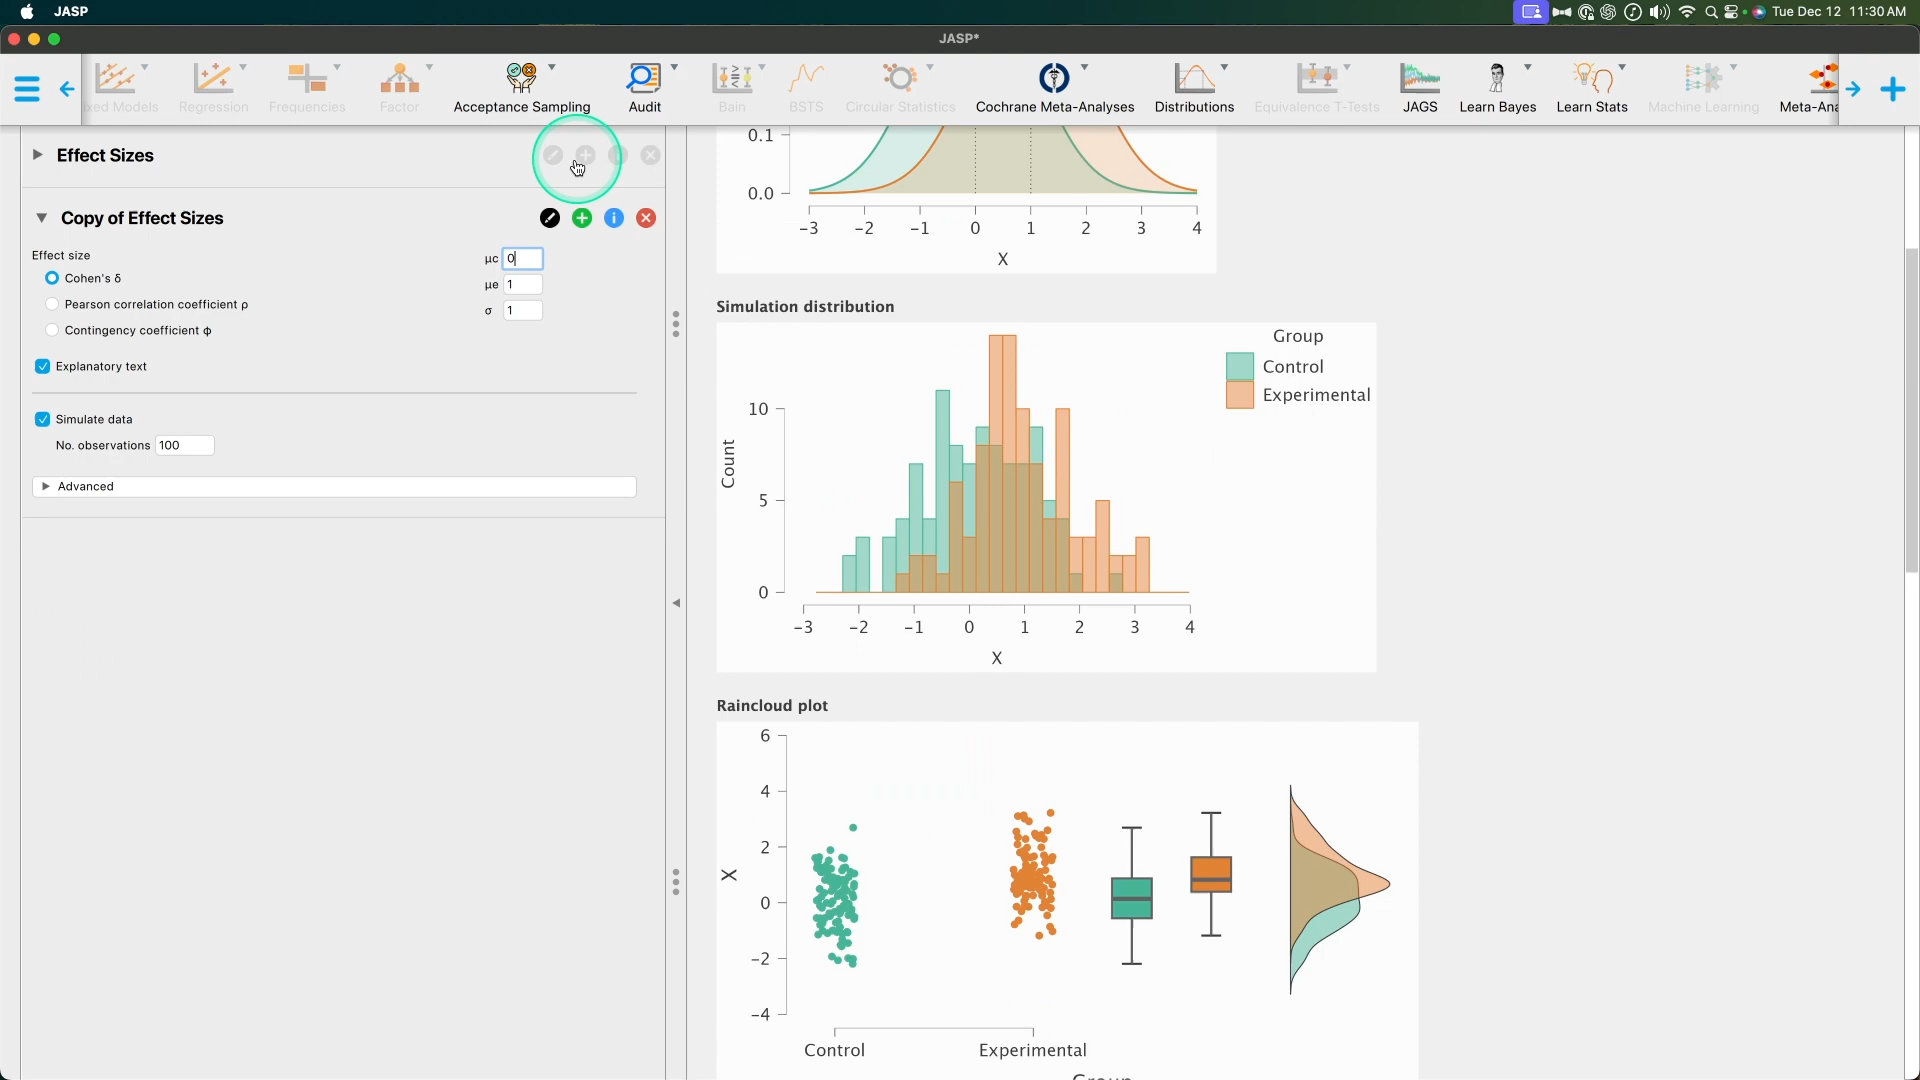 JASP
Tue Dec 12 11:30 AM
JASP*
ixed Models
Regression
Frequencies
Factor
Acceptance Sampling
Audit
Bain
BSTS
Circular Statistics
Cochrane Meta-Analyses
Distributions
Equivalence T-Tests
JAGS
Learn Bayes
Learn Stats
Machine Learning
Meta-Ana
Effect Sizes
Copy of Effect Sizes
Effect size
Cohen's δ
Pearson correlation coefficient ρ
Contingency coefficient ϕ
μc 0
μe 1
σ 1
Explanatory text
Simulate data
No. observations 100
Advanced
0.1
0.0
-3 -2 -1 0 1 2 3 4
X
Simulation distribution
Group
Control
Experimental
10
5
0
Count
-3 -2 -1 0 1 2 3 4
X
Raincloud plot
6
4
2
0
-2
-4
X
Control Experimental